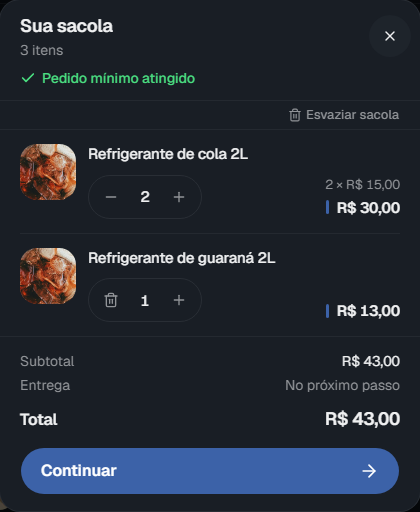 Sua sacola
3 itens
Pedido mínimo atingido
Esvaziar sacola
Refrigerante de cola 2L
2
2 × R$ 15,00
R$ 30,00
Refrigerante de guaraná 2L
1
R$ 13,00
Subtotal R$ 43,00
Entrega No próximo passo
Total R$ 43,00
Continuar